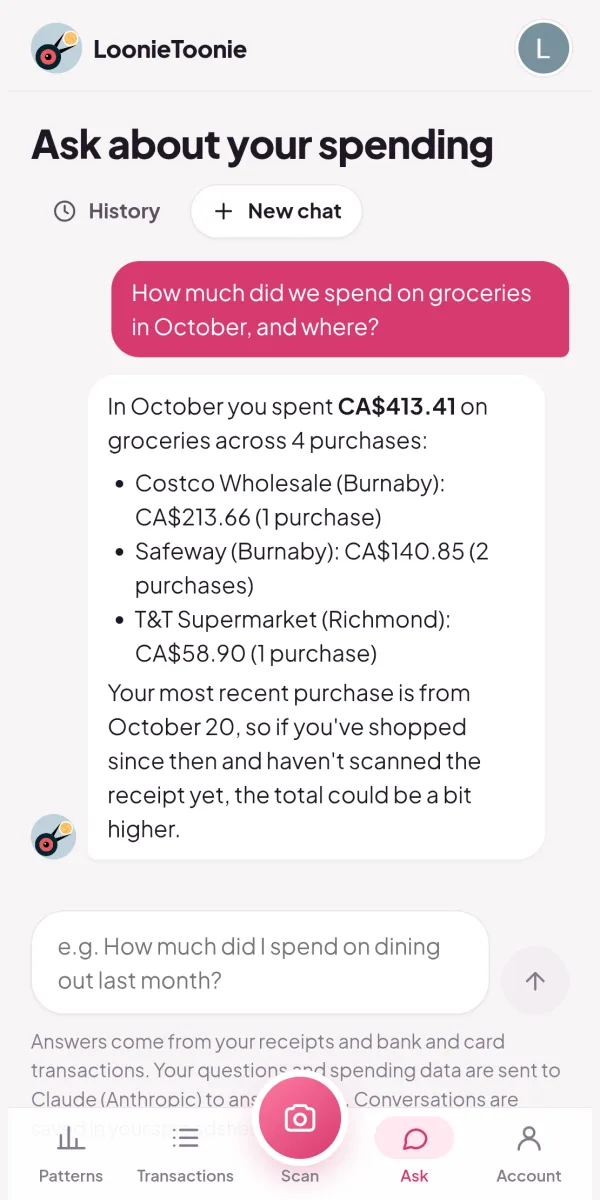 LoonieToonie
L
Ask about your spending
History
New chat
How much did we spend on groceries
in October, and where?
In October you spent CA$413.41 on
groceries across 4 purchases:
• Costco Wholesale (Burnaby):
CA$213.66 (1 purchase)
• Safeway (Burnaby): CA$140.85 (2
purchases)
• T&T Supermarket (Richmond):
CA$58.90 (1 purchase)
Your most recent purchase is from
October 20, so if you've shopped
since then and haven't scanned the
receipt yet, the total could be a bit
higher.
e.g. How much did I spend on dining
out last month?
Answers come from your receipts and bank and card
transactions. Your questions and spending data are sent to
Claude (Anthropic) to . Conversations are
saved in your
Patterns
Transactions
Scan
Ask
Account